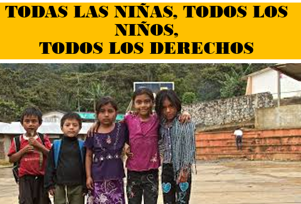 TODAS LAS NIÑAS, TODOS LOS
NIÑOS,
TODOS LOS DERECHOS